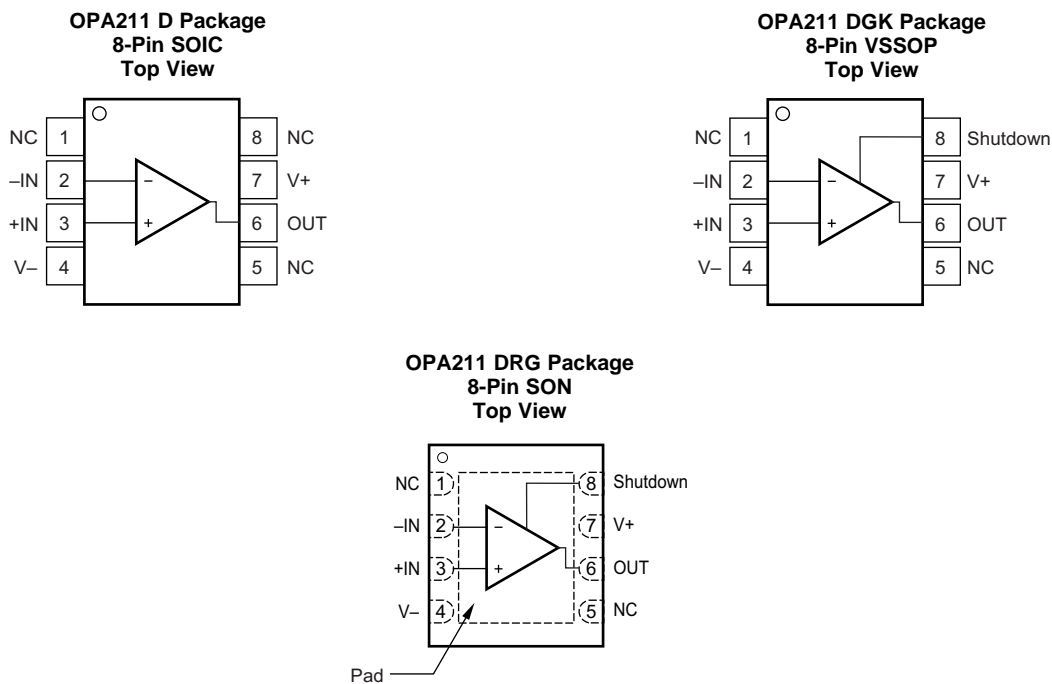 OPA211 D Package
8-Pin SOIC
Top View
NC 1 8 NC
–IN 2 – 7 V+
+IN 3 + 6 OUT
V– 4 5 NC
OPA211 DGK Package
8-Pin VSSOP
Top View
NC 1 8 Shutdown
–IN 2 – 7 V+
+IN 3 + 6 OUT
V– 4 5 NC
OPA211 DRG Package
8-Pin SON
Top View
NC 1 8 Shutdown
–IN 2 – 7 V+
+IN 3 + 6 OUT
V– 4 5 NC
Pad